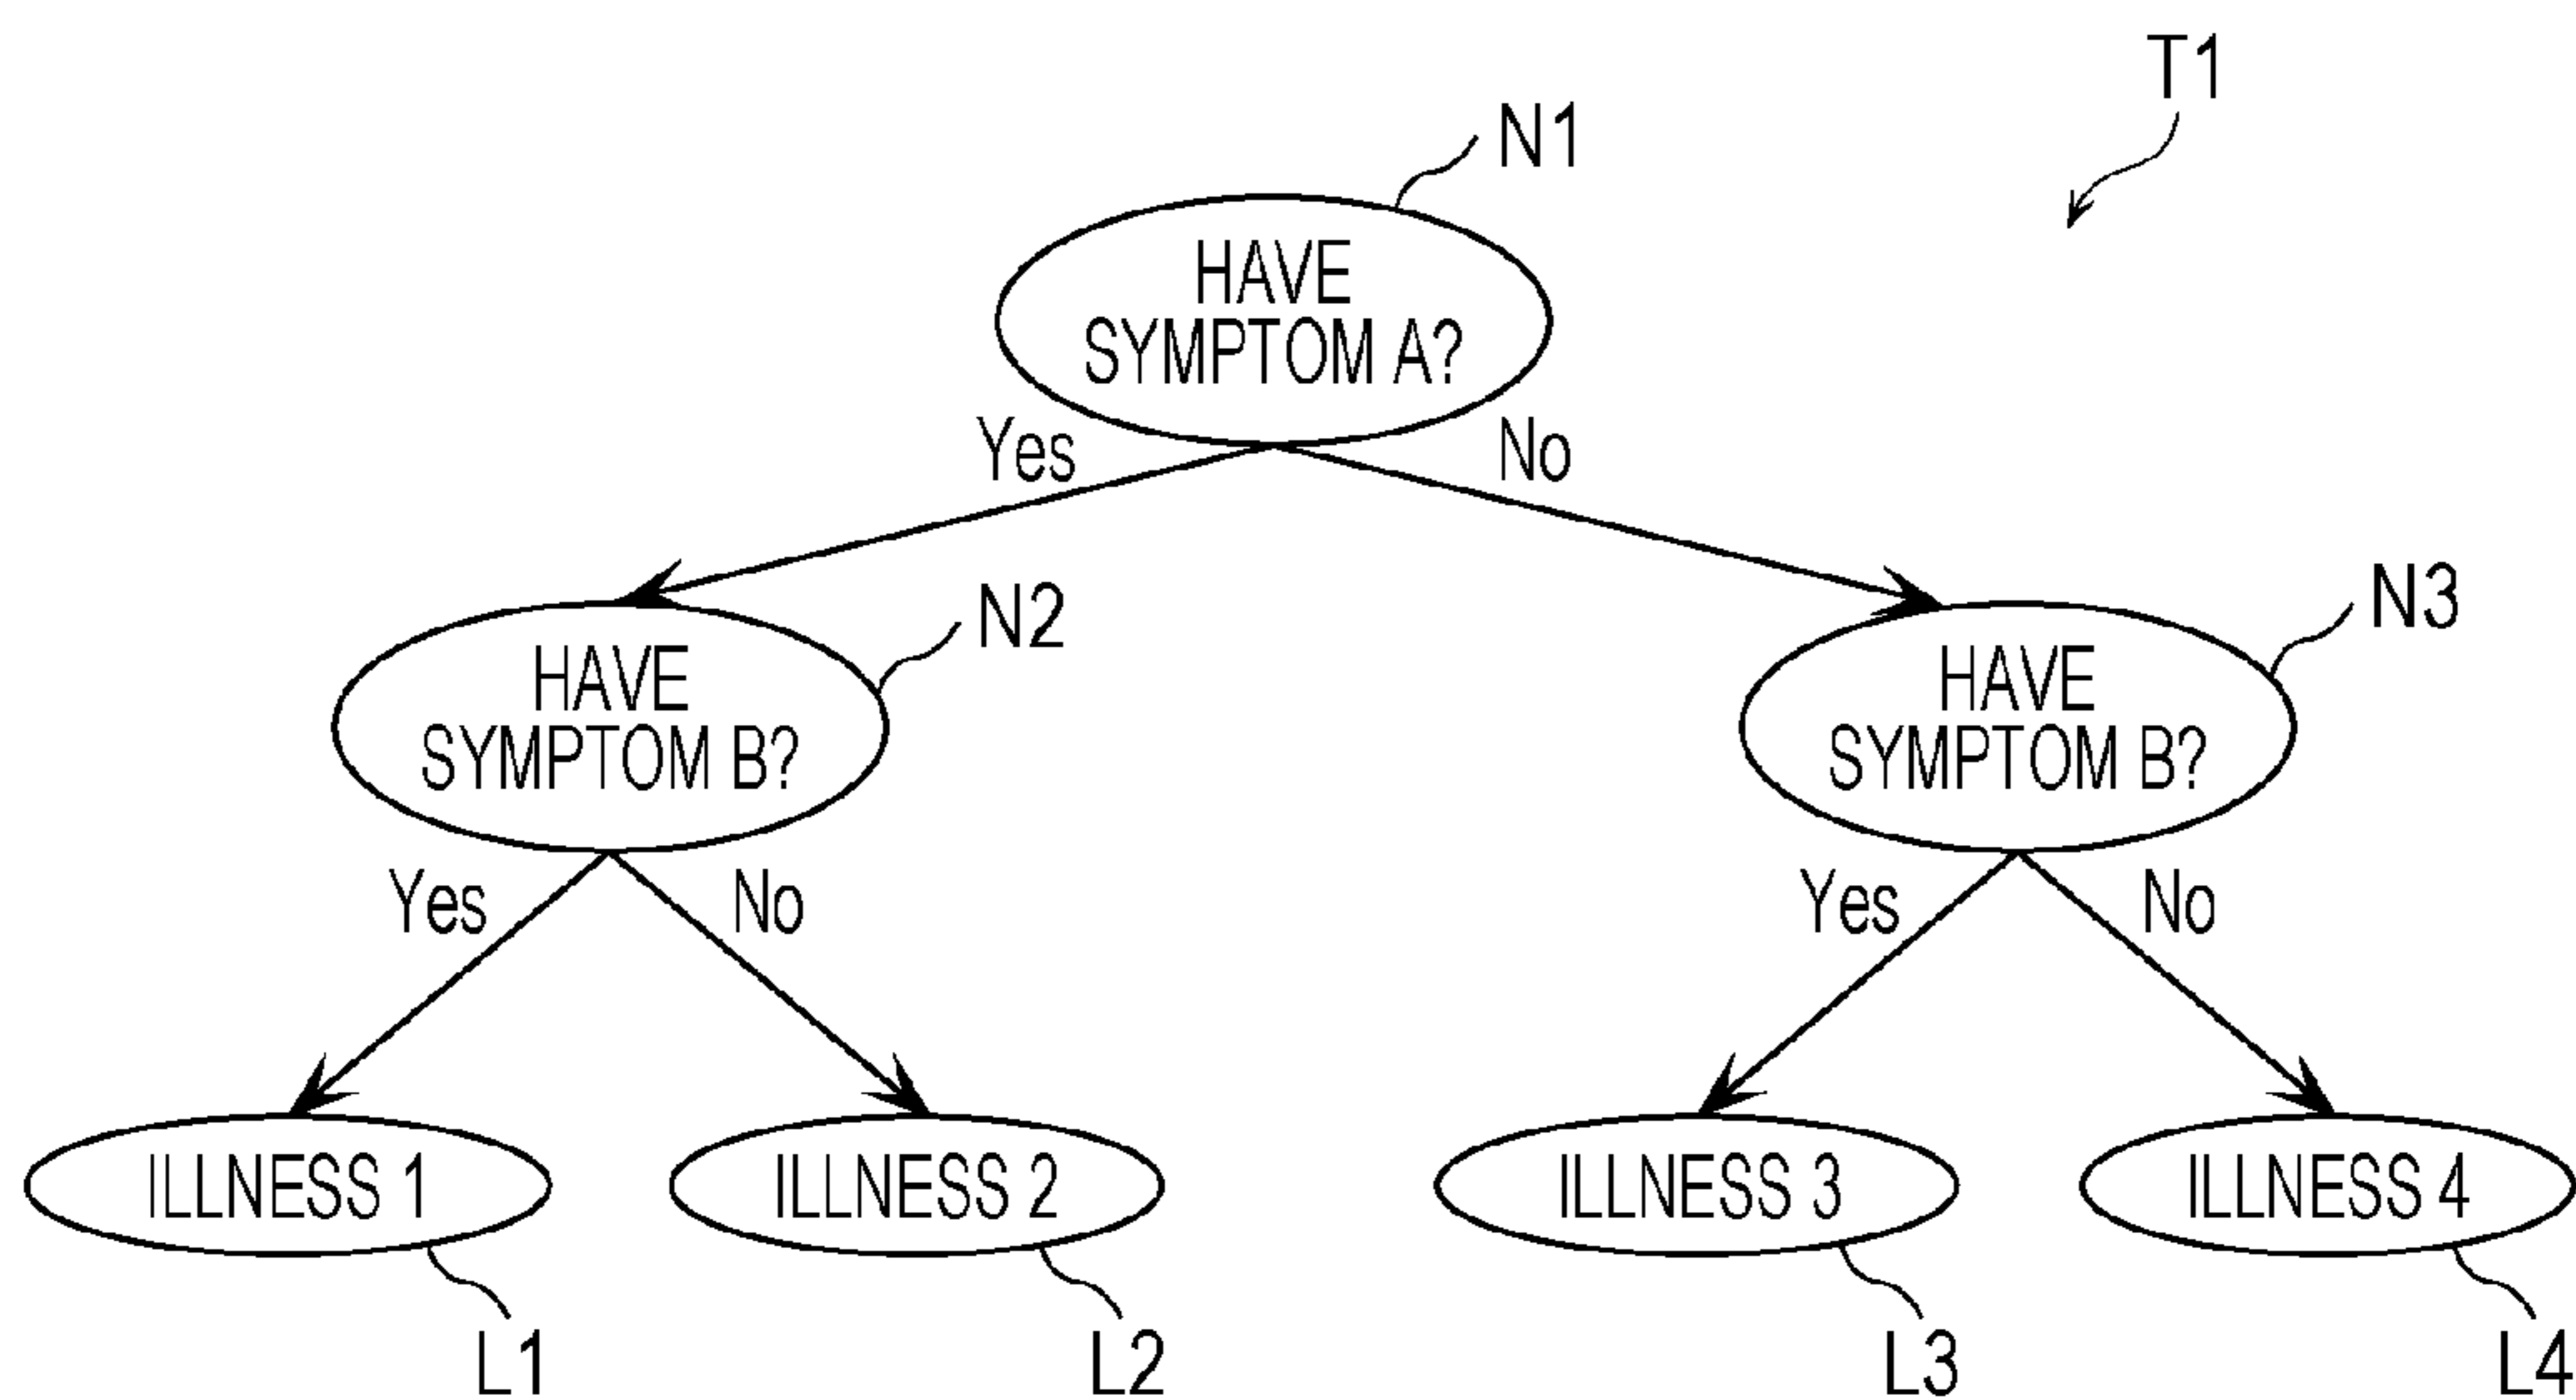 T1
N1
HAVE
SYMPTOM A?
Yes
No
N2
N3
HAVE
SYMPTOM B?
HAVE
SYMPTOM B?
Yes
No
Yes
No
ILLNESS 1
ILLNESS 2
ILLNESS 3
ILLNESS 4
L1
L2
L3
L4